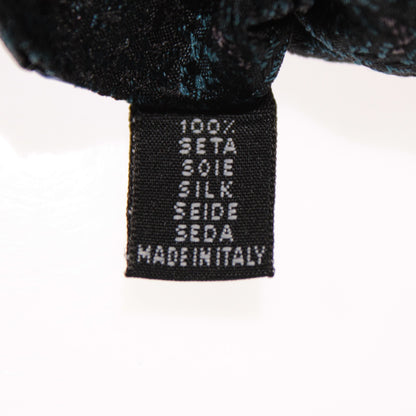 100%
SETA
SOIE
SILK
SEIDE
SEDA
MADE IN ITALY